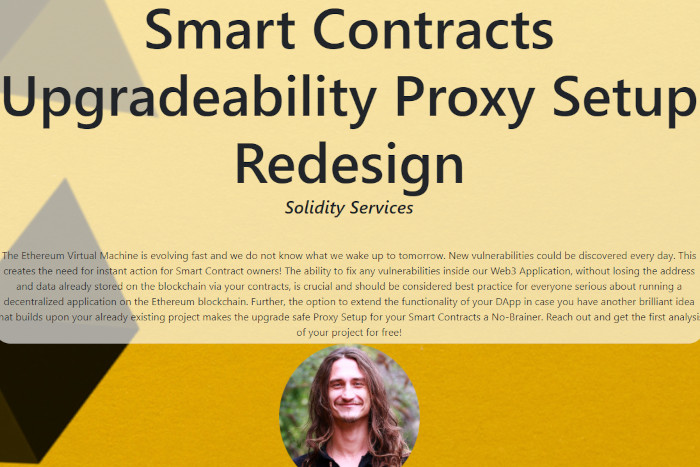 Smart Contracts
Upgradeability Proxy Setup
Redesign
Solidity Services
The Ethereum Virtual Machine is evolving fast and we do not know what we wake up to tomorrow. New vulnerabilities could be discovered every day. This
creates the need for instant action for Smart Contract owners! The ability to fix any vulnerabilities inside our Web3 Application, without losing the address
and data already stored on the blockchain via your contracts, is crucial and should be considered best practice for everyone serious about running a
decentralized application on the Ethereum blockchain. Further, the option to extend the functionality of your DApp in case you have another brilliant idea
hat builds upon your already existing project makes the upgrade safe Proxy Setup for your Smart Contracts a No-Brainer. Reach out and get the first analysis
of your project for free!